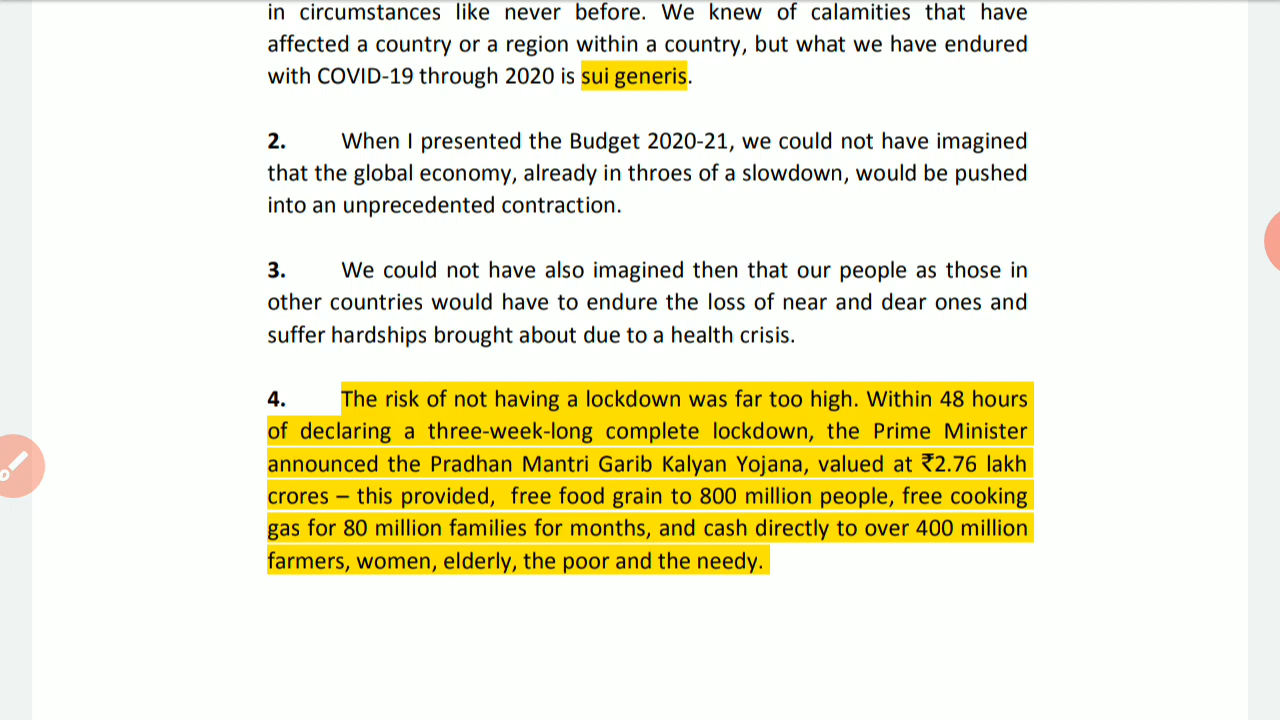 in circumstances like never before. We knew of calamities that have
affected a country or a region within a country, but what we have endured
with COVID-19 through 2020 is sui generis.
2. When I presented the Budget 2020-21, we could not have imagined
that the global economy, already in throes of a slowdown, would be pushed
into an unprecedented contraction.
3. We could not have also imagined then that our people as those in
other countries would have to endure the loss of near and dear ones and
suffer hardships brought about due to a health crisis.
4. The risk of not having a lockdown was far too high. Within 48 hours
of declaring a three-week-long complete lockdown, the Prime Minister
announced the Pradhan Mantri Garib Kalyan Yojana, valued at ₹2.76 lakh
crores – this provided, free food grain to 800 million people, free cooking
gas for 80 million families for months, and cash directly to over 400 million
farmers, women, elderly, the poor and the needy.